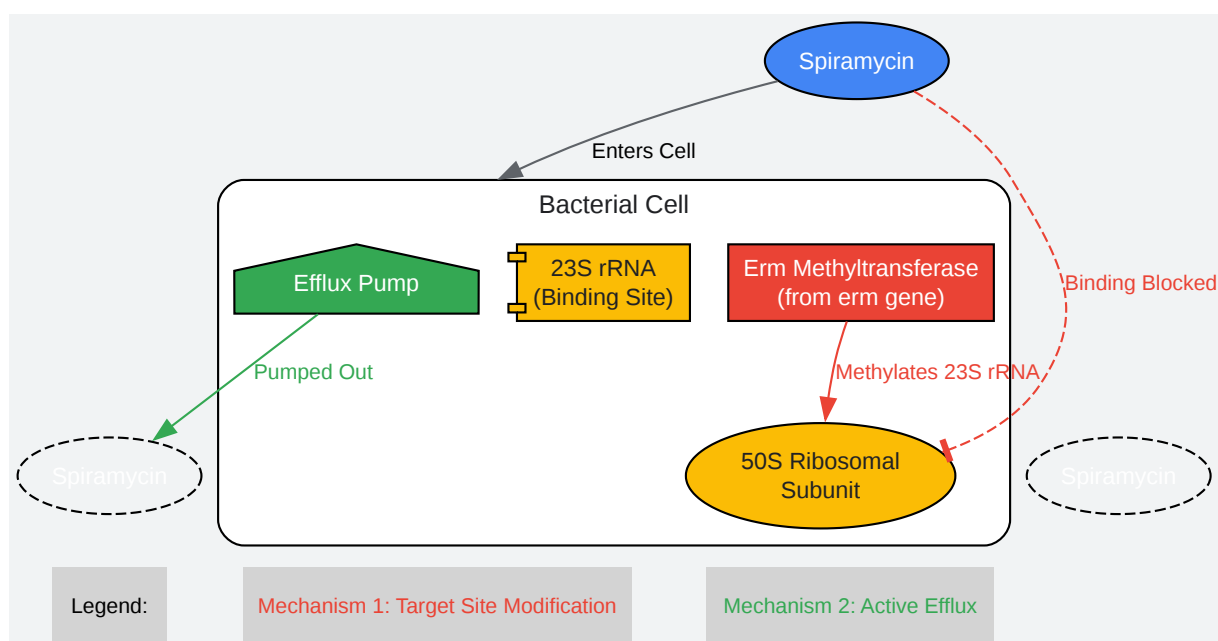 Spiramycin
Enters Cell
Bacterial Cell
Efflux Pump
23S rRNA
(Binding Site)
Erm Methyltransferase
(from erm gene)
Binding Blocked
Pumped Out
Methylates 23S rRNA
Spiramycin
50S Ribosomal
Subunit
Spiramycin
Legend:
Mechanism 1: Target Site Modification
Mechanism 2: Active Efflux